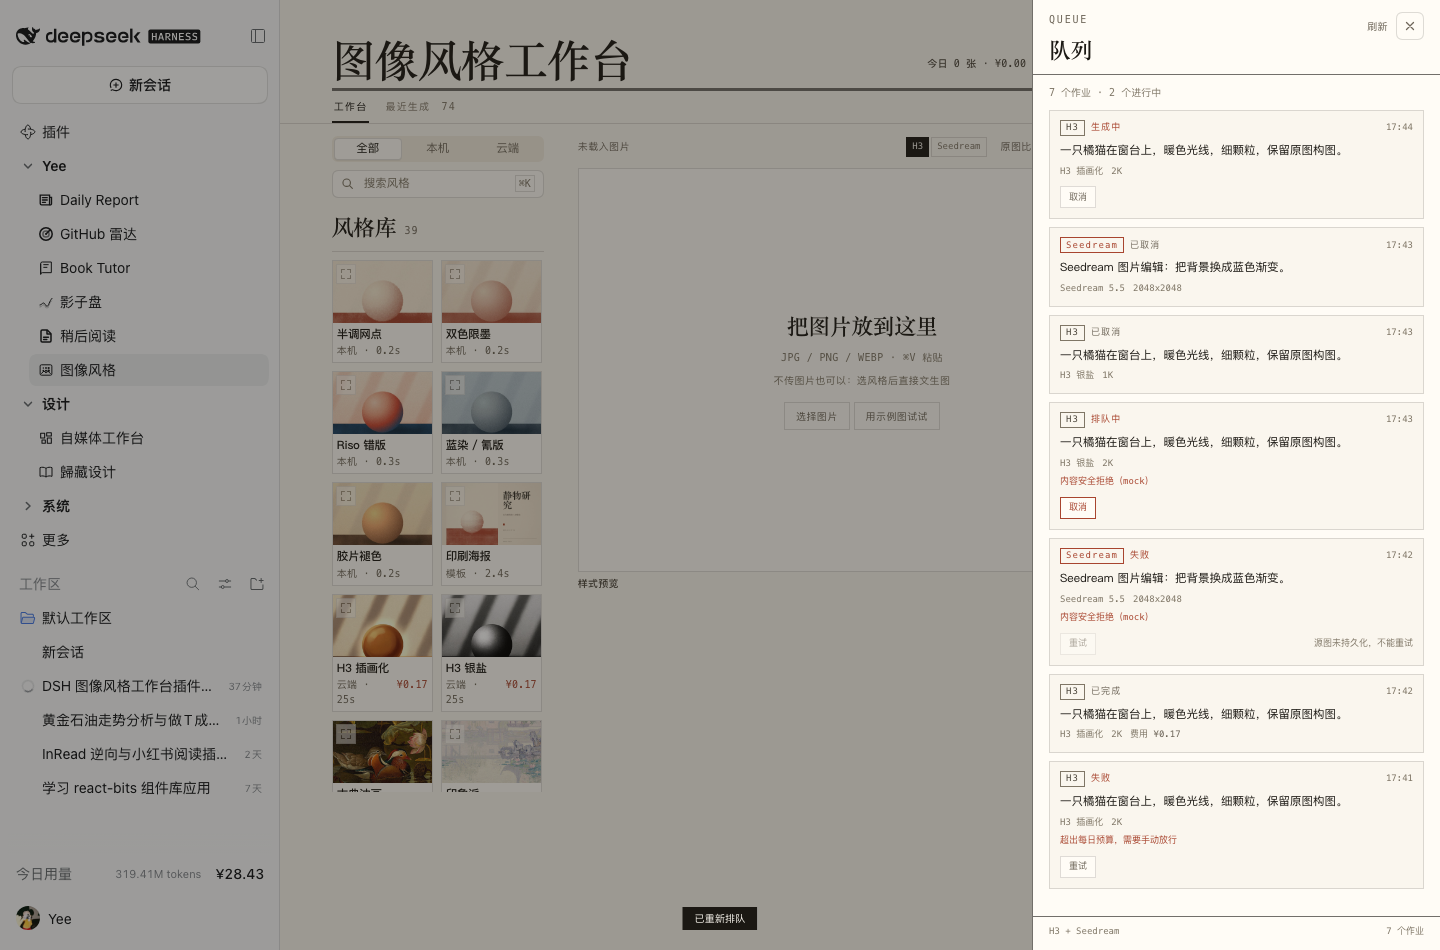 deepseek HARNESS
新会话
插件
Yee
Daily Report
GitHub 雷达
Book Tutor
影子盘
稍后阅读
图像风格
设计
自媒体工作台
歸藏设计
系统
更多
工作区
默认工作区
新会话
DSH 图像风格工作台插件... 37分钟
黄金石油走势分析与做 T 成... 1小时
InRead 逆向与小红书阅读插... 2天
学习 react-bits 组件库应用 7天
今日用量 319.41M tokens ¥28.43
Yee
图像风格工作台
今日 0 张 · ¥0.00
工作台 最近生成 74
全部 本机 云端
搜索风格 ⌘K
风格库 39
半调网点
本机 · 0.2s
双色限墨
本机 · 0.2s
Riso 错版
本机 · 0.3s
蓝染 / 氰版
本机 · 0.3s
胶片褪色
本机 · 0.2s
静物研究
印刷海报
模板 · 2.4s
H3 插画化
云端 · 25s ¥0.17
H3 银盐
云端 · 25s ¥0.17
未载入图片
H3 Seedream 原图比
把图片放到这里
JPG / PNG / WEBP · ⌘V 粘贴
不传图片也可以: 选风格后直接文生图
选择图片 用示例图试试
样式预览
已重新排队
QUEUE
队列
刷新
7 个作业 · 2 个进行中
H3 生成中 17:44
一只橘猫在窗台上，暖色光线，细颗粒，保留原图构图。
H3 插画化 2K
取消
Seedream 已取消 17:43
Seedream 图片编辑：把背景换成蓝色渐变。
Seedream 5.5 2048x2048
H3 已取消 17:43
一只橘猫在窗台上，暖色光线，细颗粒，保留原图构图。
H3 银盐 1K
H3 排队中 17:43
一只橘猫在窗台上，暖色光线，细颗粒，保留原图构图。
H3 银盐 2K
内容安全拒绝 (mock)
取消
Seedream 失败 17:42
Seedream 图片编辑：把背景换成蓝色渐变。
Seedream 5.5 2048x2048
内容安全拒绝 (mock)
重试 源图未持久化，不能重试
H3 已完成 17:42
一只橘猫在窗台上，暖色光线，细颗粒，保留原图构图。
H3 插画化 2K 费用 ¥0.17
H3 失败 17:41
一只橘猫在窗台上，暖色光线，细颗粒，保留原图构图。
H3 插画化 2K
超出每日预算，需要手动放行
重试
H3 + Seedream 7 个作业